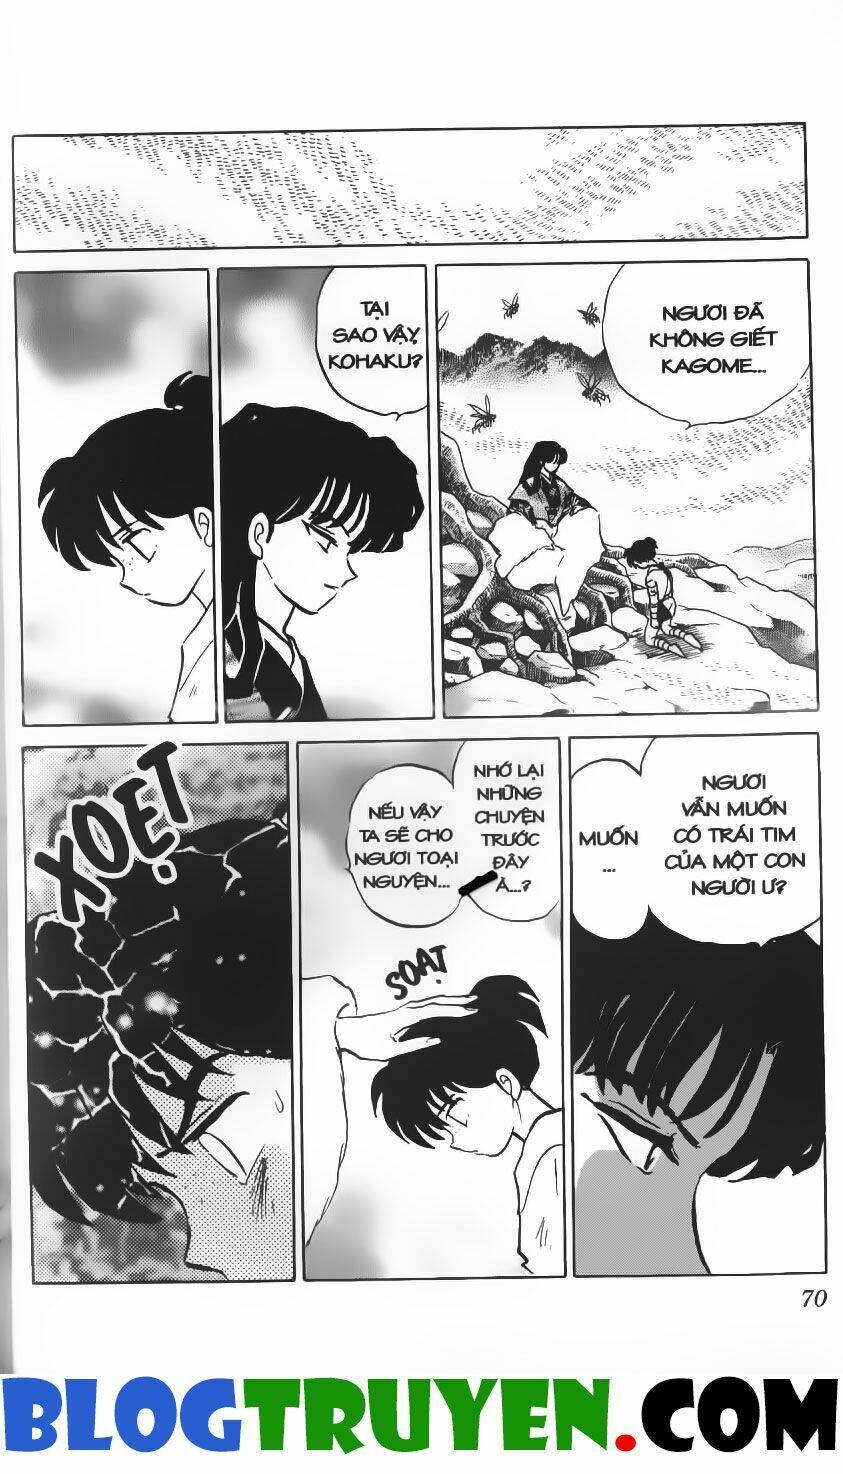 NGƯƠI ĐÃ
KHÔNG GIẾT
KAGOME...
TẠI
SAO VẬY,
KOHAKU?
NGƯƠI
VẪN MUỐN
CÓ TRÁI TIM
CỦA MỘT CON
NGƯỜI Ư?
MUỐN
...
NHỚ LẠI
NHỮNG
CHUYỆN
TRƯỚC
ĐÂY
Ả...?
NẾU VẬY
TA SẼ CHO
NGƯƠI TOẠI
NGUYỆN...
SOẠT
XOẸT
70
BLOGTRUYEN.COM